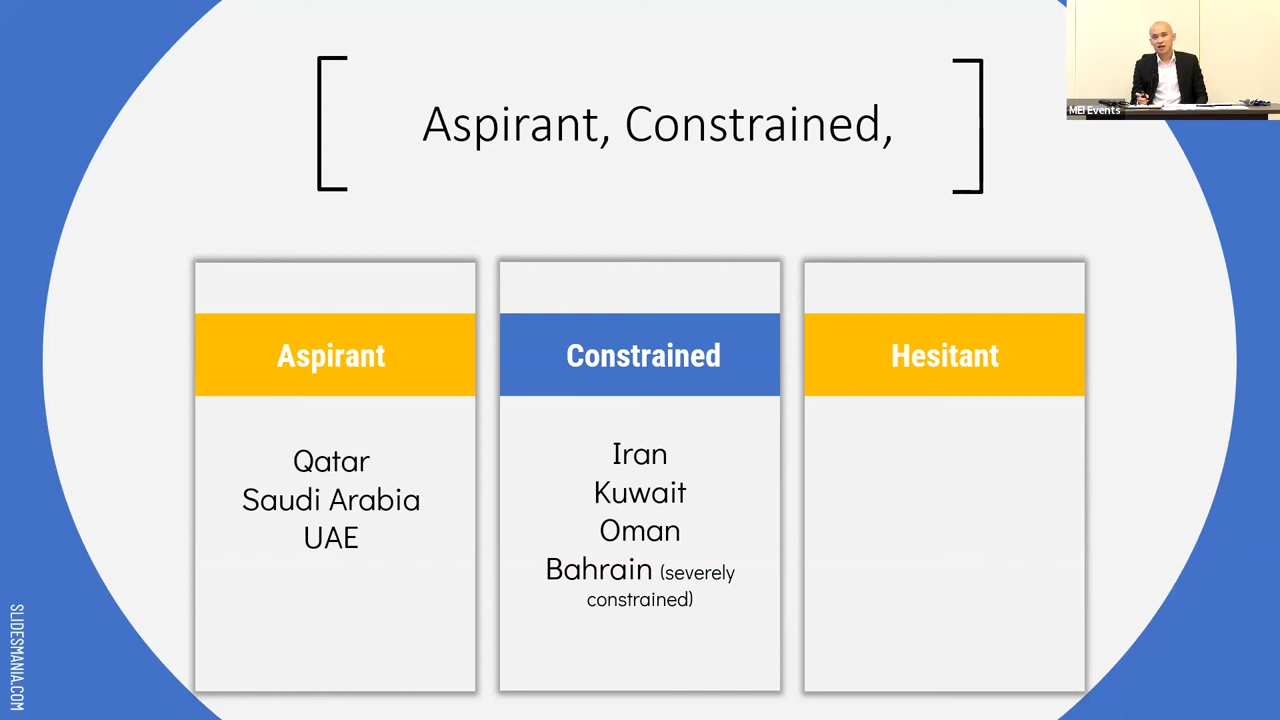 MEI Events
Aspirant, Constrained,
Aspirant
Qatar
Saudi Arabia
UAE
Constrained
Iran
Kuwait
Oman
Bahrain (severely
constrained)
Hesitant
SLIDESMANIA.COM